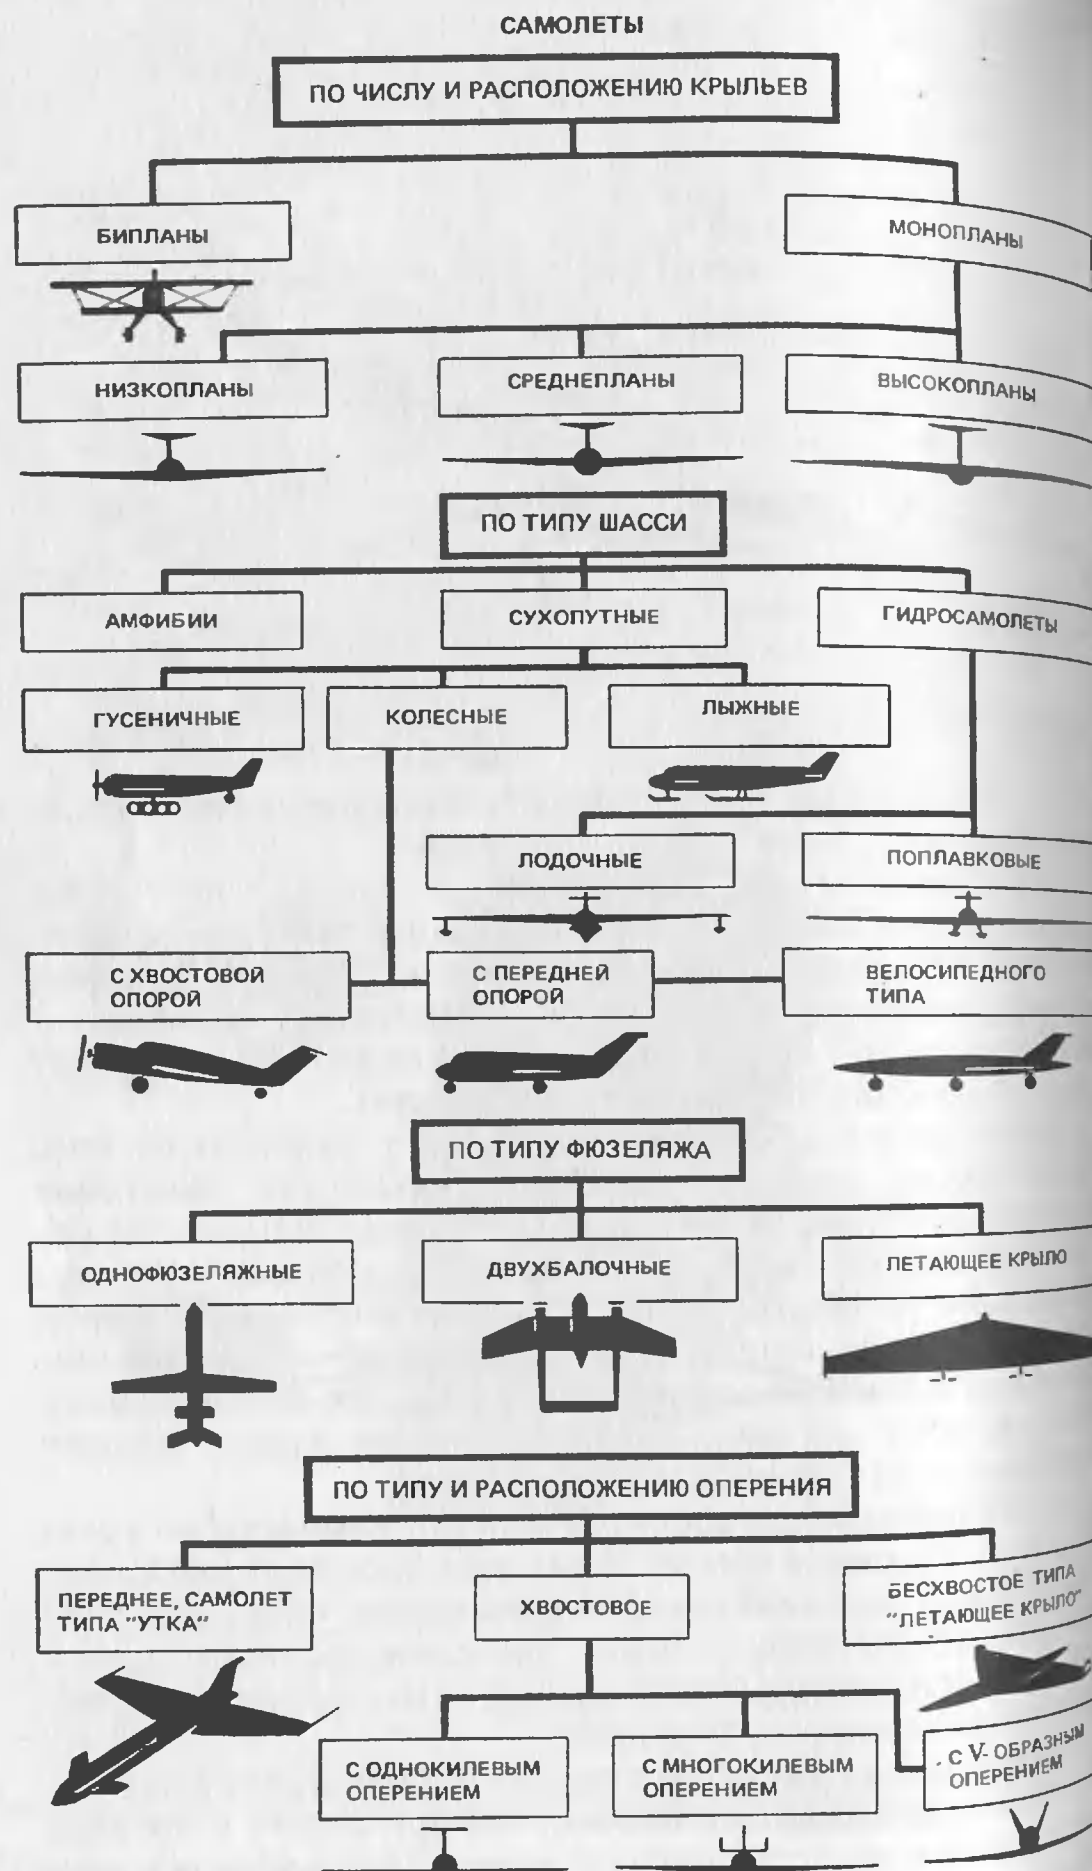 САМОЛЕТЫ
ПО ЧИСЛУ И РАСПОЛОЖЕНИЮ КРЫЛЬЕВ
БИПЛАНЫ
МОНОПЛАНЫ
НИЗКОПЛАНЫ
СРЕДНЕПЛАНЫ
ВЫСОКОПЛАНЫ
ПО ТИПУ ШАССИ
АМФИБИИ
СУХОПУТНЫЕ
ГИДРОСАМОЛЕТЫ
ГУСЕНИЧНЫЕ
КОЛЕСНЫЕ
ЛЫЖНЫЕ
ЛОДОЧНЫЕ
ПОПЛАВКОВЫЕ
С ХВОСТОВОЙ
ОПОРОЙ
С ПЕРЕДНЕЙ
ОПОРОЙ
ВЕЛОСИПЕДНОГО
ТИПА
ПО ТИПУ ФЮЗЕЛЯЖА
ОДНОФЮЗЕЛЯЖНЫЕ
ДВУХБАЛОЧНЫЕ
ЛЕТАЮЩЕЕ КРЫЛО
ПО ТИПУ И РАСПОЛОЖЕНИЮ ОПЕРЕНИЯ
ПЕРЕДНЕЕ, САМОЛЕТ
ТИПА "УТКА"
ХВОСТОВОЕ
БЕСХВОСТОЕ ТИПА
"ЛЕТАЮЩЕЕ КРЫЛО"
С ОДНОКИЛЕВЫМ
ОПЕРЕНИЕМ
С МНОГОКИЛЕВЫМ
ОПЕРЕНИЕМ
С V- ОБРАЗНЫМ
ОПЕРЕНИЕМ